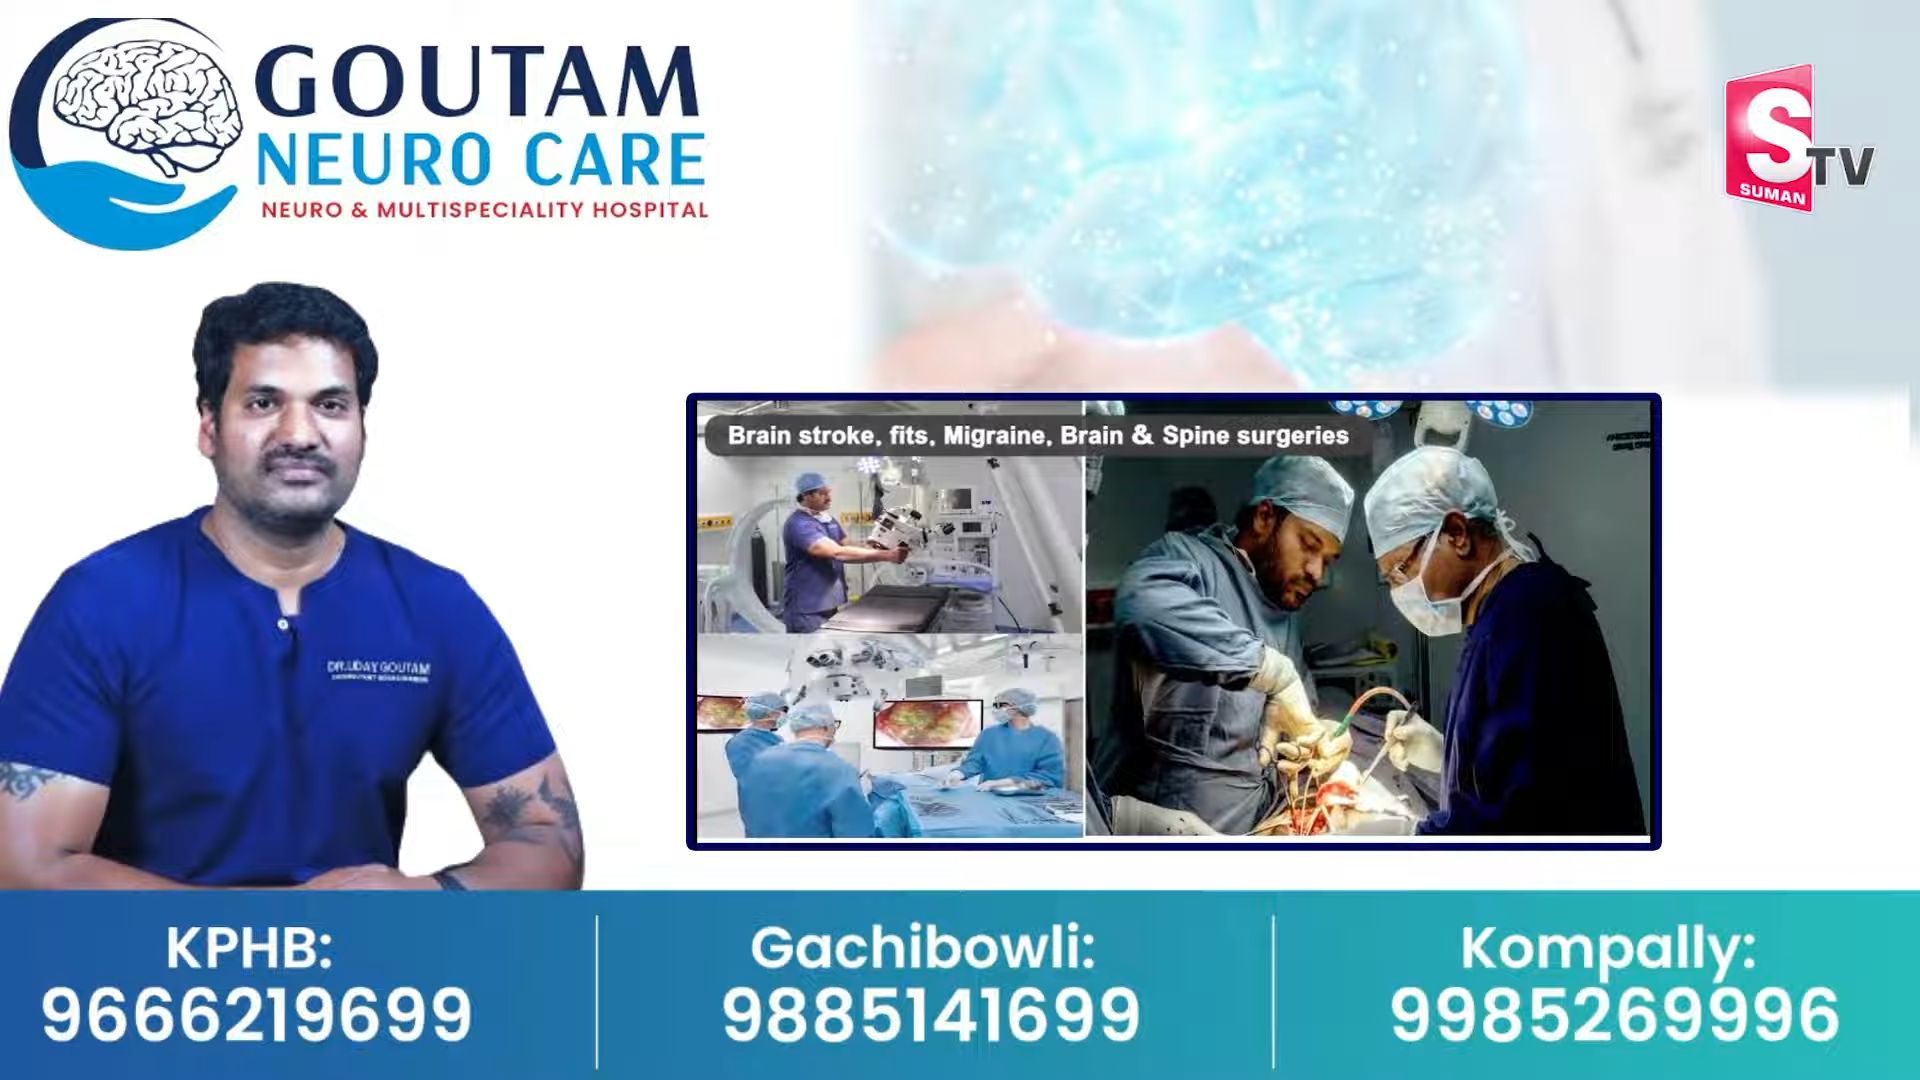 GOUTAM
NEURO CARE
NEURO & MULTISPECIALITY HOSPITAL
S TV
SUMAN
Brain stroke, fits, Migraine, Brain & Spine surgeries
DR.UDAY GOUTAM
KPHB:
9666219699
Gachibowli:
9885141699
Kompally:
9985269996